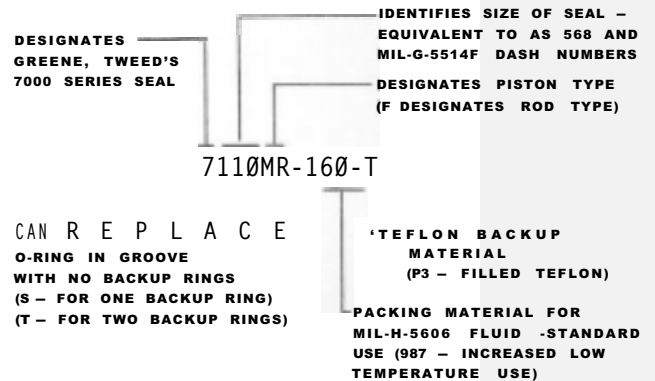 DESIGNATES
GREENE, TWEED'S
7000 SERIES SEAL
IDENTIFIES SIZE OF SEAL –
EQUIVALENT TO AS 568 AND
MIL-G-5514F DASH NUMBERS
DESIGNATES PISTON TYPE
(F DESIGNATES ROD TYPE)
7110MR-160-T
CAN REPLACE
O-RING IN GROOVE
WITH NO BACKUP RINGS
(S – FOR ONE BACKUP RING)
(T – FOR TWO BACKUP RINGS)
‘TEFLON BACKUP
MATERIAL
(P3 – FILLED TEFLON)
PACKING MATERIAL FOR
MIL-H-5606 FLUID -STANDARD
USE (987 – INCREASED LOW
TEMPERATURE USE)